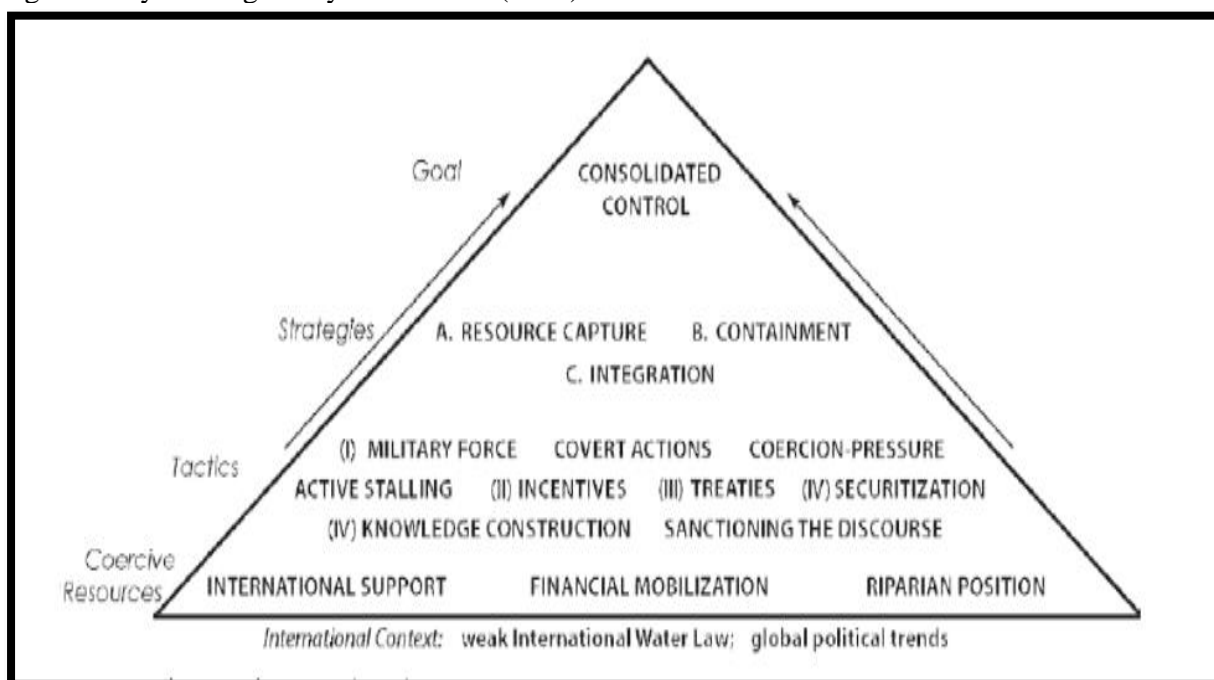 Goal
CONSOLIDATED
CONTROL
Strategies
A. RESOURCE CAPTURE B. CONTAINMENT
C. INTEGRATION
Tactics
(I) MILITARY FORCE COVERT ACTIONS COERCION-PRESSURE
ACTIVE STALLING (II) INCENTIVES (III) TREATIES (IV) SECURITIZATION
(IV) KNOWLEDGE CONSTRUCTION SANCTIONING THE DISCOURSE
Coercive
Resources
INTERNATIONAL SUPPORT FINANCIAL MOBILIZATION RIPARIAN POSITION
International Context: weak International Water Law; global political trends